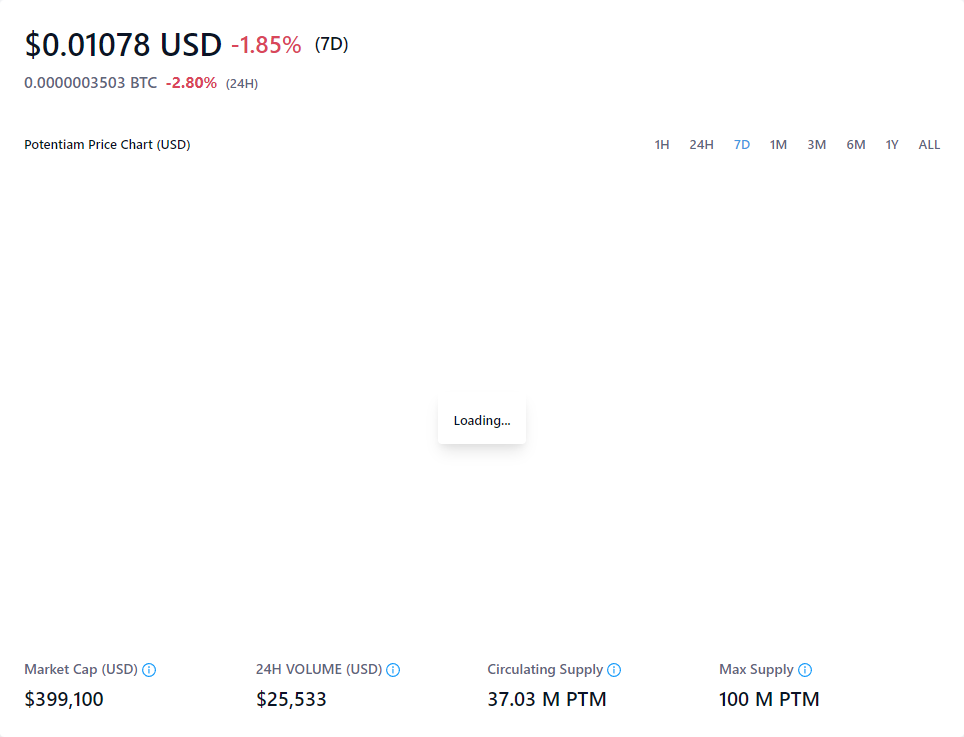 $0.01078 USD -1.85% (7D)
0.0000003503 BTC -2.80% (24H)
Potentiam Price Chart (USD) 1H 24H 7D 1M 3M 6M 1Y ALL
Loading...
Market Cap (USD) 24H VOLUME (USD) Circulating Supply Max Supply
$399,100 $25,533 37.03 M PTM 100 M PTM